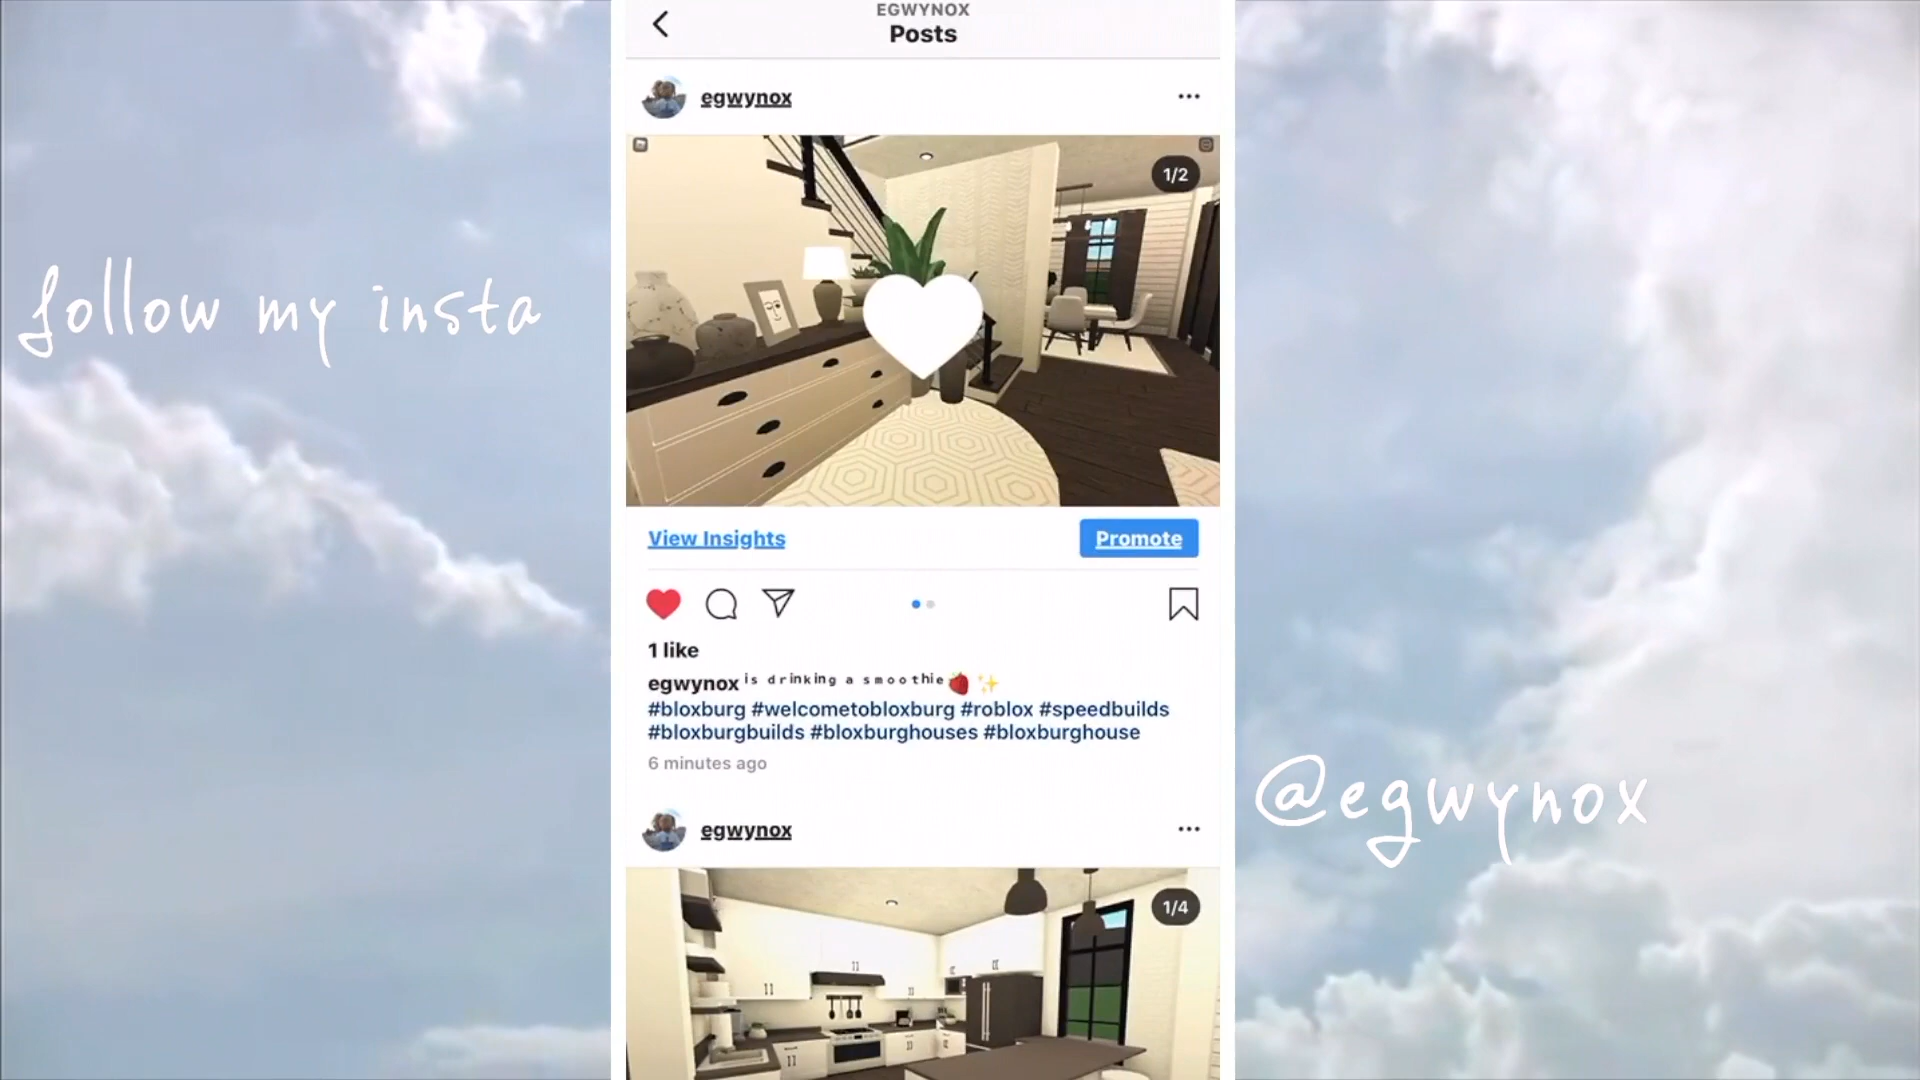 follow my insta
EGWYNOX
Posts
egwynox
1/2
View Insights
Promote
1 like
egwynox is drinking a smoothie🍓 ✨
#bloxburg #welcometobloxburg #roblox #speedbuilds
#bloxburgbuilds #bloxburghouses #bloxburghouse
6 minutes ago
egwynox
1/4
@egwynox